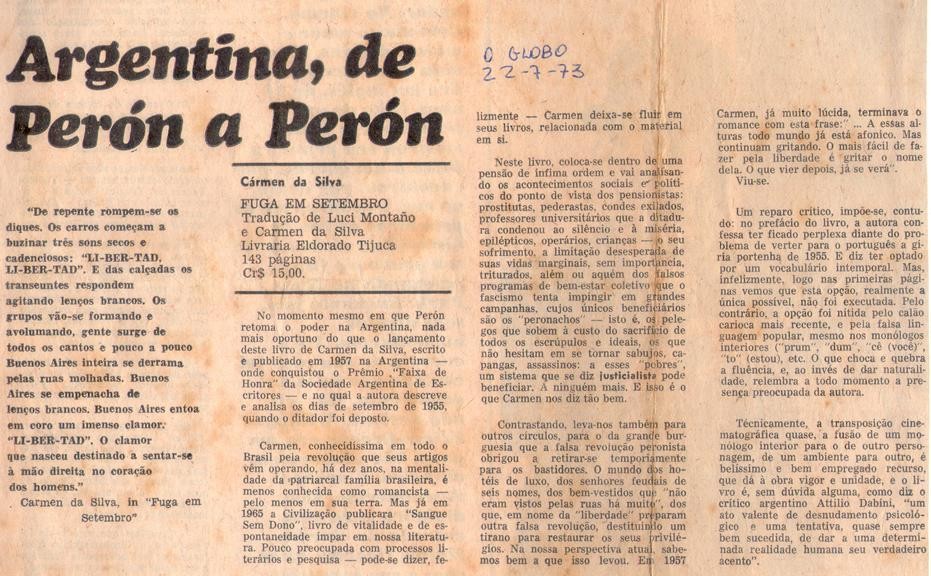 Argentina, de
Perón a Perón
O GLOBO
22-7-73
"De repente rompem-se os
diques. Os carros começam a
buzinar três sons secos e
cadenciosos: "LI-BER-TAD,
LI-BER-TAD". E das calçadas os
transeuntes respondem
agitando lenços brancos. Os
grupos vão-se formando e
avolumando, gente surge de
todos os cantos e pouco a pouco
Buenos Aires inteira se derrama
pelas ruas molhadas. Buenos
Aires se empenacha de
lenços brancos. Buenos Aires entoa
em coro um imenso clamor:
"LI-BER-TAD". O clamor
que nasceu destinado a sentar-se
à mão direita no coração
dos homens."
Carmen da Silva, in "Fuga em
Setembro"
Cármen da Silva
FUGA EM SETEMBRO
Tradução de Luci Montaño
e Carmen da Silva
Livraria Eldorado Tijuca
143 páginas
Cr$ 15,00.
No momento mesmo em que Perón
retoma o poder na Argentina, nada
mais oportuno do que o lançamento
deste livro de Carmen da Silva, escrito
e publicado em 1957 na Argentina —
onde conquistou o Prêmio "Faixa de
Honra" da Sociedade Argentina de Es-
critores — e no qual a autora descreve
e analisa os dias de setembro de 1955,
quando o ditador foi deposto.
Carmen, conhecidíssima em todo o
Brasil pela revolução que seus artigos
vêm operando, há dez anos, na mentali-
dade da patriarcal família brasileira, é
menos conhecida como romancista —
pelo menos em sua terra. Mas já em
1965 a Civilização publicara "Sangue
Sem Dono", livro de vitalidade e de es-
pontaneidade ímpar em nossa literatu-
ra. Pouco preocupada com processos li-
terários e pesquisa — pode-se dizer, fe-
lizmente — Carmen deixa-se fluir em
seus livros, relacionada com o material
em si.
Neste livro, coloca-se dentro de uma
pensão de ínfima ordem e vai analisan-
do os acontecimentos sociais e políti-
cos do ponto de vista dos pensionistas:
prostitutas, pederastas, condes exilados,
professores universitários que a ditadu-
ra condenou ao silêncio e à miséria,
epilépticos, operários, crianças — o seu
sofrimento, a limitação desesperada de
suas vidas marginais, sem importância,
triturados, além ou aquém dos falsos
programas de bem-estar coletivo que o
fascismo tenta impingir em grandes
campanhas, cujos únicos beneficiários
são os "peronachos" — isto é, os pele-
gos que sobem à custo do sacrifício de
todos os escrúpulos e ideais, os que
não hesitam em se tornar sabujos, ca-
pangas, assassinos: a esses "pobres",
um sistema que se diz justicialista pode
beneficiar. A ninguém mais. E isso é o
que Carmen nos diz tão bem.
Contrastando, leva-nos também para
outros círculos, para o da grande bur-
guesia que a falsa revolução peronista
obrigou a retirar-se temporiamente
para os bastidores. O mundo dos ho-
téis de luxo, dos senhores feudais de
seis nomes, dos bem-vestidos que "não
eram vistos pelas ruas há muito", dos
que, em nome da "liberdade" preparam
outra falsa revolução, destituindo um
tirano para restaurar os seus privilé-
gios. Na nossa perspectiva atual, sabe-
mos bem a que isso levou. Em 1957
Carmen, já muito lúcida, terminava o
romance com esta frase:" ... A essas al-
turas todo mundo já está afonico. Mas
continuam gritando. O mais fácil de fa-
zer pela liberdade é gritar o nome
dela. O que vier depois, já se verá".
Viu-se.
Um reparo crítico, impõe-se, contu-
do: no prefácio do livro, a autora con-
fessa ter ficado perplexa diante do pro-
blema de verter para o português a gí-
ria portenha de 1955. E diz ter optado
por um vocabulário intemporal. Mas,
infelizmente, logo nas primeiras pági-
nas vemos que esta opção, realmente a
única possível, não foi executada. Pelo
contrário, a opção foi nitida pelo calão
carioca mais recente, e pela falsa lin-
guagem popular, mesmo nos monólogos
interiores ("prum", "dum", "cê (você)",
"to" (estou), etc. O que choca e quebra
a fluência, e, ao invés de dar naturali-
dade, relembra a todo momento a pre-
sença preocupada da autora.
Técnicamente, a transposição cine-
matográfica quase, a fusão de um mo-
nólogo interior para o de outro perso-
nagem, de um ambiente para outro, é
belíssimo e bem empregado recurso,
que dá à obra vigor e unidade, e o li-
vro é, sem dúvida alguma, como diz o
crítico argentino Attilio Dabini, "um
ato valente de desnudamento psicológi-
co e uma tentativa, quase sempre
bem sucedida, de dar a uma determi-
nada realidade humana seu verdadeiro
acento".